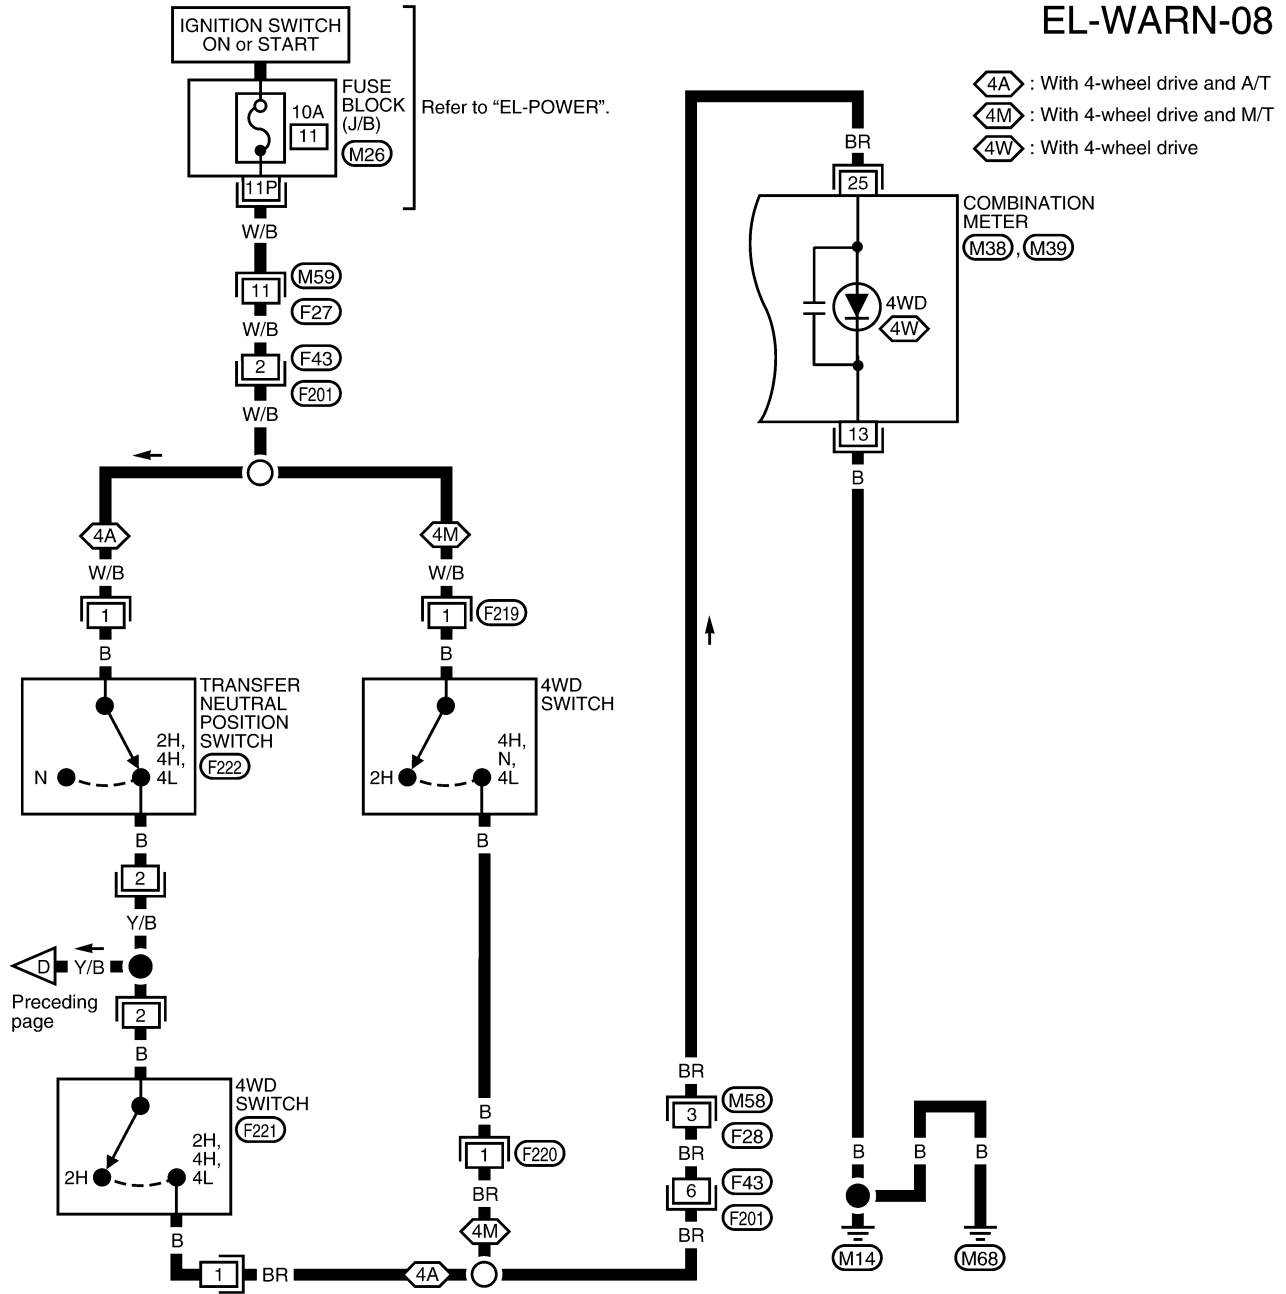 EL-WARN-08
IGNITION SWITCH
ON or START
FUSE
BLOCK
(J/B)
M26
10A
11
11P
Refer to “EL-POWER”.
4A : With 4-wheel drive and A/T
4M : With 4-wheel drive and M/T
4W : With 4-wheel drive
W/B
11
M59
F27
W/B
2
F43
F201
W/B
4A
W/B
1
B
TRANSFER
NEUTRAL
POSITION
SWITCH
F222
N
2H,
4H,
4L
B
2
Y/B
D
Y/B
Preceding
page
2
B
4WD
SWITCH
F221
2H
2H,
4H,
4L
B
1
BR
4A
4M
W/B
1
F219
B
4WD
SWITCH
2H
4H,
N,
4L
B
B
1
F220
BR
4M
BR
3
M58
F28
BR
6
F43
F201
BR
BR
25
COMBINATION
METER
M38 , M39
4WD
4W
13
B
B
B
B
M14
M68